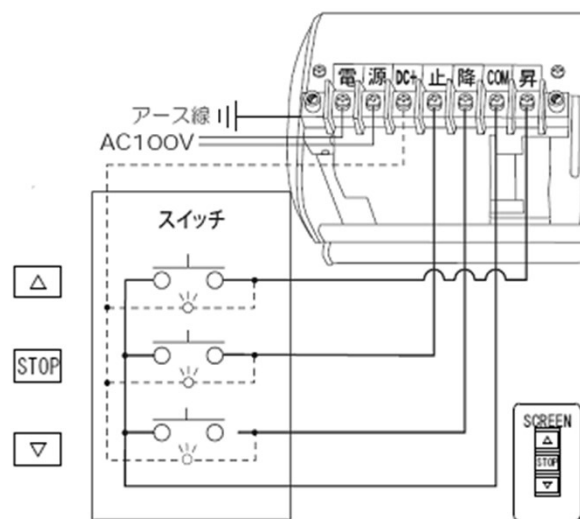 電 源 DC+ 止 降 COM 昇
アース線
AC100V
スイッチ
△
STOP
▽
SCREEN
△
STOP
▽